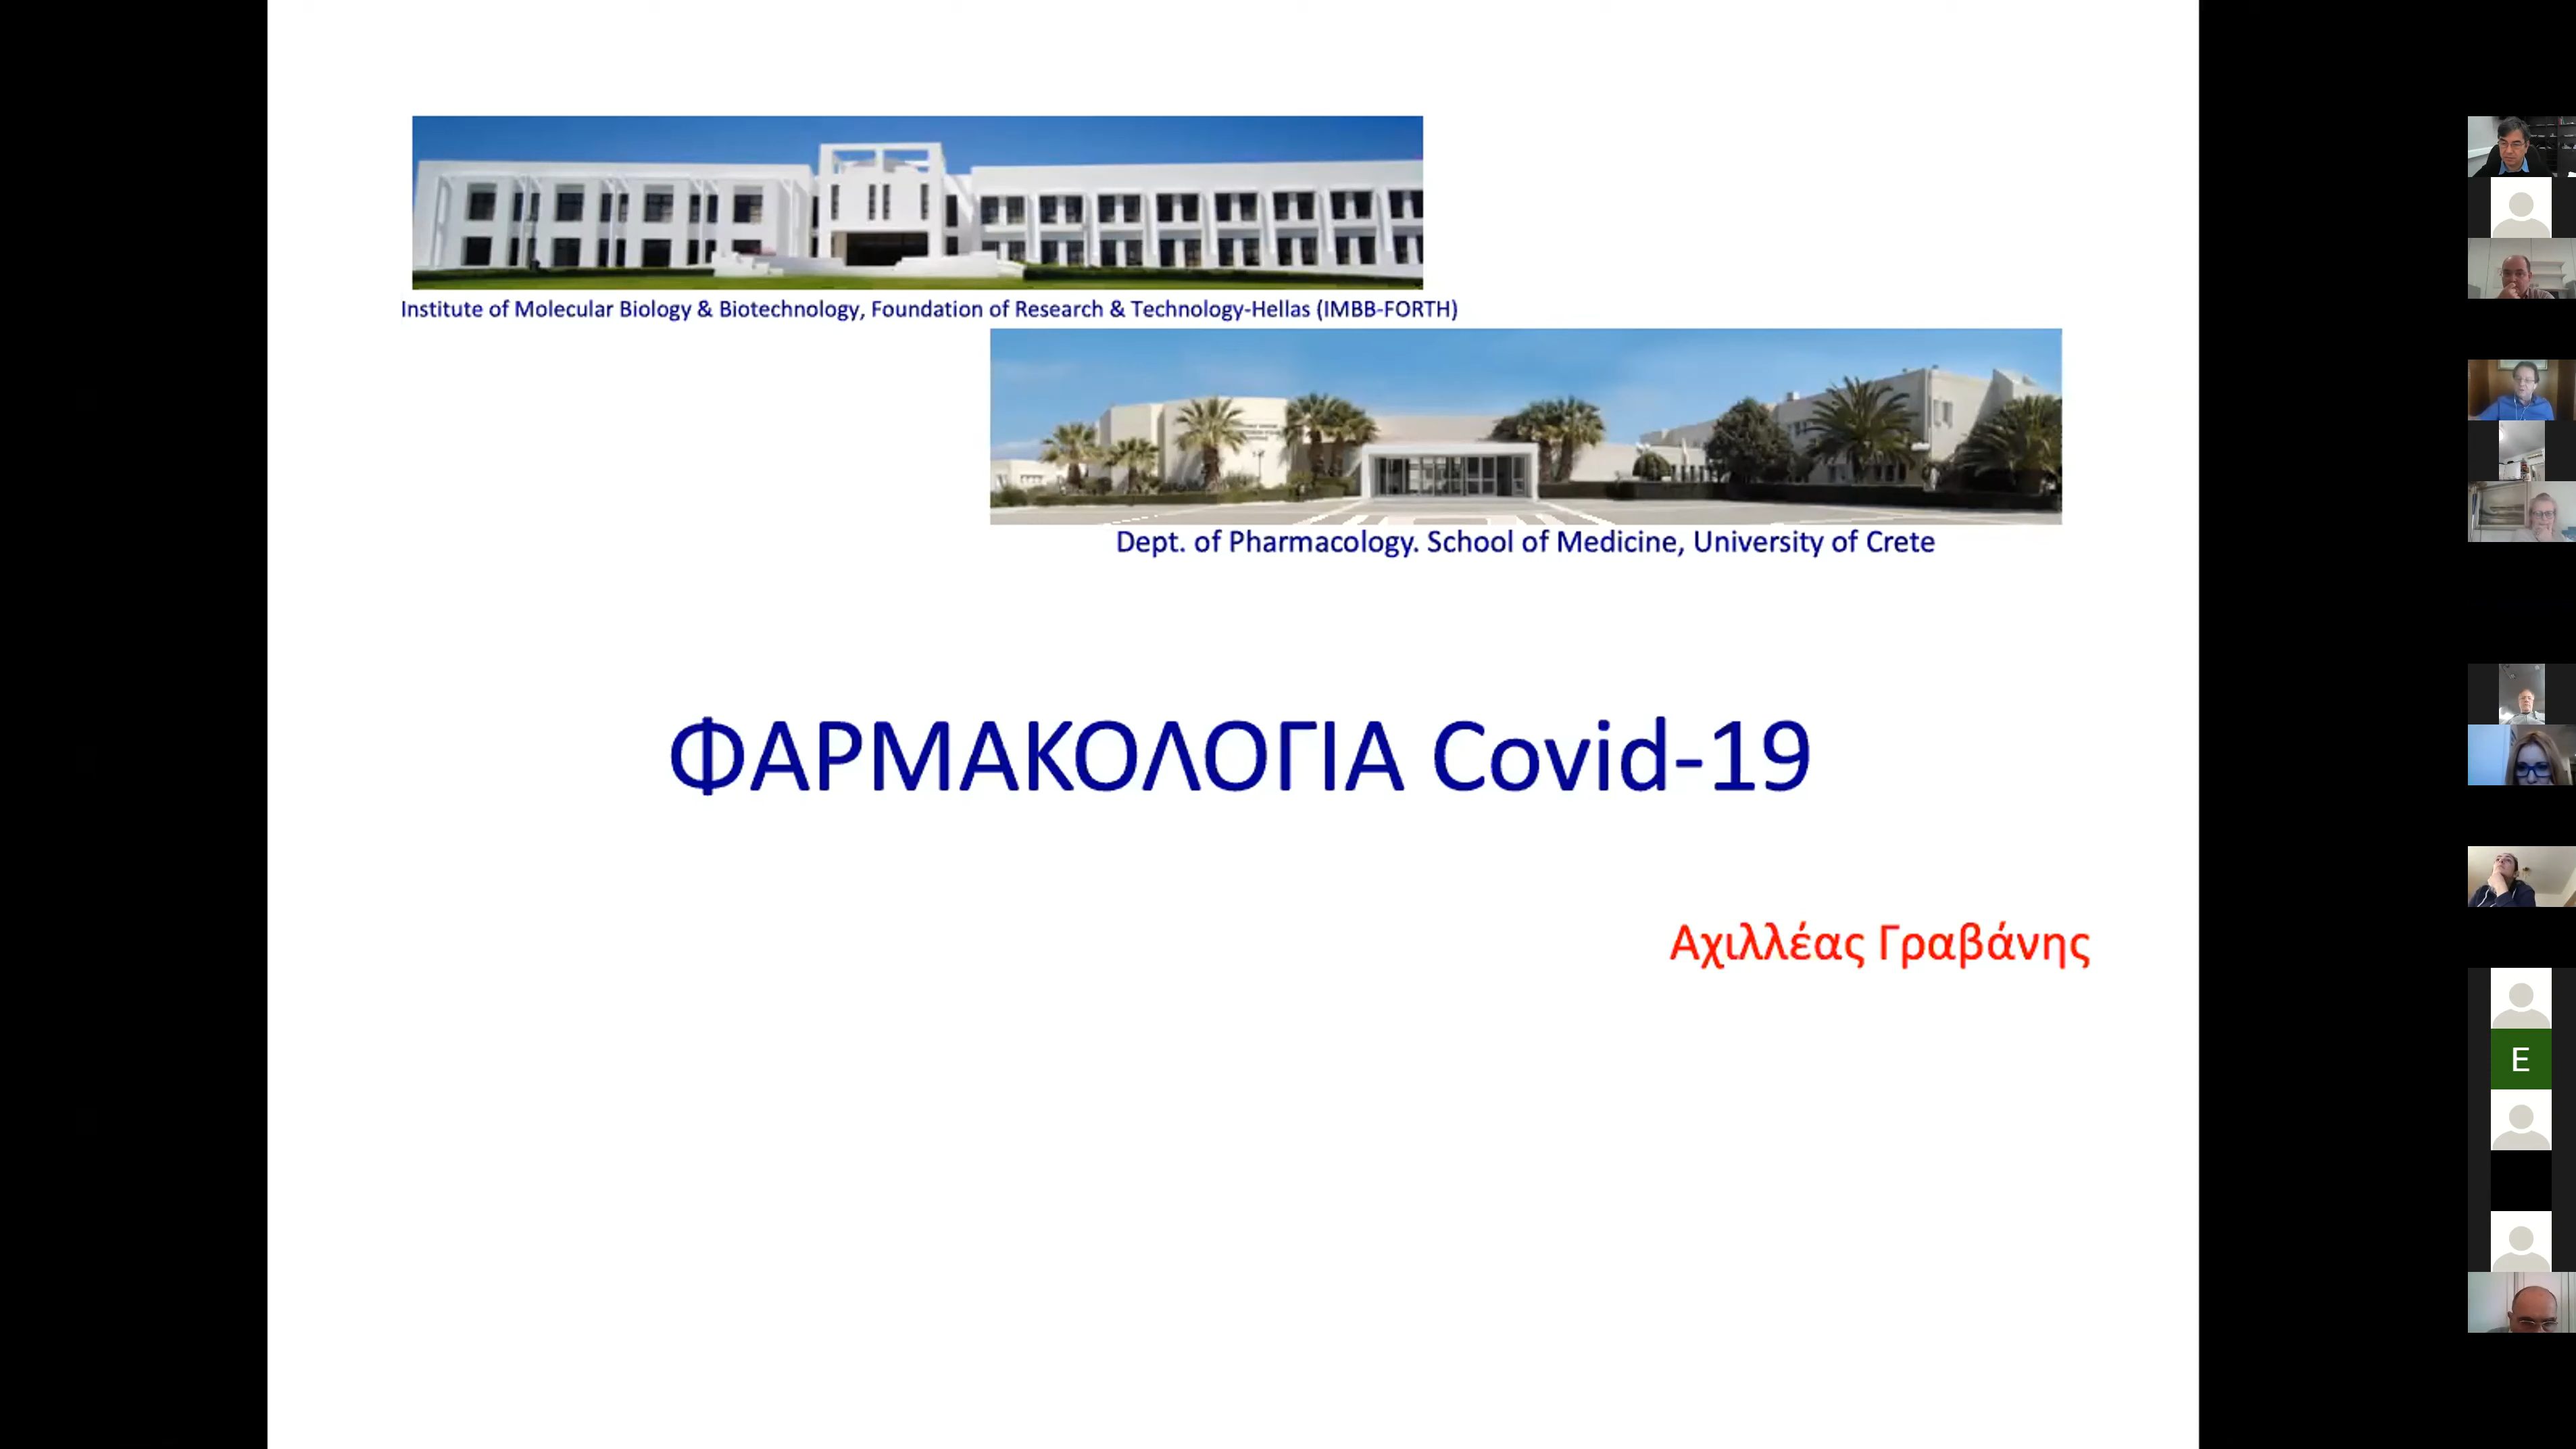 Institute of Molecular Biology & Biotechnology, Foundation of Research & Technology-Hellas (IMBB-FORTH)
Dept. of Pharmacology. School of Medicine, University of Crete
ΦΑΡΜΑΚΟΛΟΓΙΑ Covid-19
Αχιλλέας Γραβάνης
E